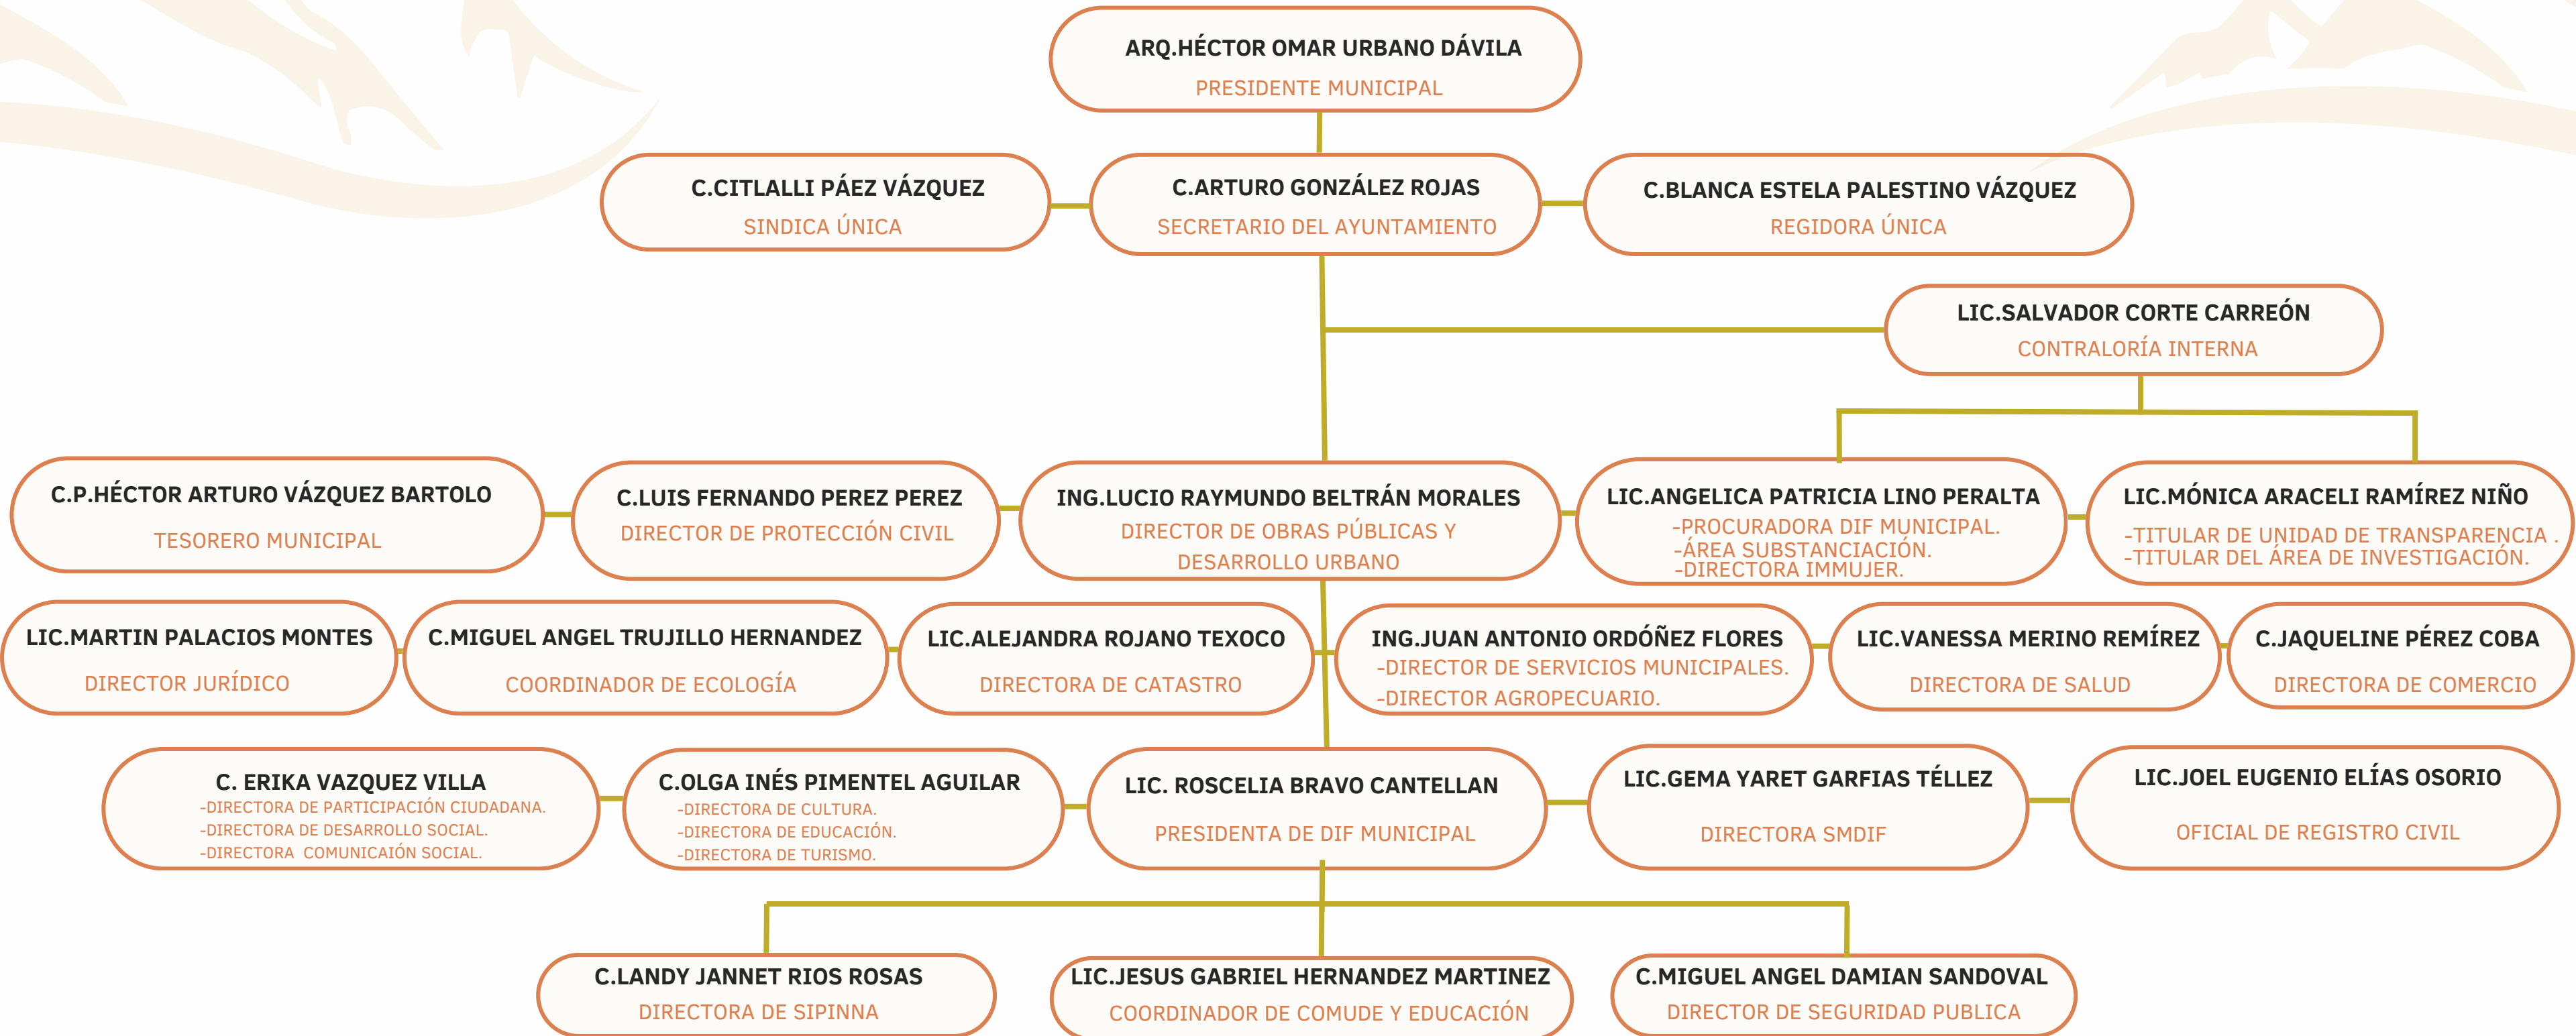 ARQ.HÉCTOR OMAR URBANO DÁVILA
PRESIDENTE MUNICIPAL
C.CITLALLI PÁEZ VÁZQUEZ
SINDICA ÚNICA
C.ARTURO GONZÁLEZ ROJAS
SECRETARIO DEL AYUNTAMIENTO
C.BLANCA ESTELA PALESTINO VÁZQUEZ
REGIDORA ÚNICA
LIC.SALVADOR CORTE CARREÓN
CONTRALORÍA INTERNA
C.P.HÉCTOR ARTURO VÁZQUEZ BARTOLO
TESORERO MUNICIPAL
C.LUIS FERNANDO PEREZ PEREZ
DIRECTOR DE PROTECCIÓN CIVIL
ING.LUCIO RAYMUNDO BELTRÁN MORALES
DIRECTOR DE OBRAS PÚBLICAS Y
DESARROLLO URBANO
LIC.ANGELICA PATRICIA LINO PERALTA
-PROCURADORA DIF MUNICIPAL.
-ÁREA SUBSTANCIACIÓN.
-DIRECTORA IMMUJER.
LIC.MÓNICA ARACELI RAMÍREZ NIÑO
-TITULAR DE UNIDAD DE TRANSPARENCIA .
-TITULAR DEL ÁREA DE INVESTIGACIÓN.
LIC.MARTIN PALACIOS MONTES
DIRECTOR JURÍDICO
C.MIGUEL ANGEL TRUJILLO HERNANDEZ
COORDINADOR DE ECOLOGÍA
LIC.ALEJANDRA ROJANO TEXOCO
DIRECTORA DE CATASTRO
ING.JUAN ANTONIO ORDÓÑEZ FLORES
-DIRECTOR DE SERVICIOS MUNICIPALES.
-DIRECTOR AGROPECUARIO.
LIC.VANESSA MERINO REMÍREZ
DIRECTORA DE SALUD
C.JAQUELINE PÉREZ COBA
DIRECTORA DE COMERCIO
C. ERIKA VAZQUEZ VILLA
-DIRECTORA DE PARTICIPACIÓN CIUDADANA.
-DIRECTORA DE DESARROLLO SOCIAL.
-DIRECTORA  COMUNICAIÓN SOCIAL.
C.OLGA INÉS PIMENTEL AGUILAR
-DIRECTORA DE CULTURA.
-DIRECTORA DE EDUCACIÓN.
-DIRECTORA DE TURISMO.
LIC. ROSCELIA BRAVO CANTELLAN
PRESIDENTA DE DIF MUNICIPAL
LIC.GEMA YARET GARFIAS TÉLLEZ
DIRECTORA SMDIF
LIC.JOEL EUGENIO ELÍAS OSORIO
OFICIAL DE REGISTRO CIVIL
C.LANDY JANNET RIOS ROSAS
DIRECTORA DE SIPINNA
LIC.JESUS GABRIEL HERNANDEZ MARTINEZ
COORDINADOR DE COMUDE Y EDUCACIÓN
C.MIGUEL ANGEL DAMIAN SANDOVAL
DIRECTOR DE SEGURIDAD PUBLICA